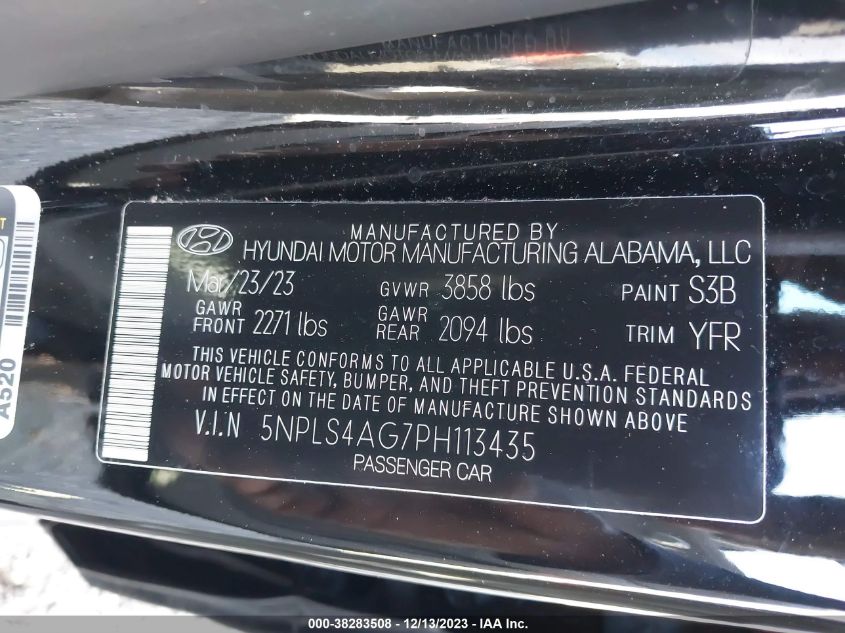 MANUFACTURED BY
MANUFACTURED BY
HYUNDAI MOTOR MANUFACTURING ALABAMA, LLC
Mar/23/23 GVWR 3858 lbs PAINT S3B
GAWR FRONT 2271 lbs GAWR REAR 2094 lbs TRIM YFR
THIS VEHICLE CONFORMS TO ALL APPLICABLE U.S.A. FEDERAL
MOTOR VEHICLE SAFETY, BUMPER, AND THEFT PREVENTION STANDARDS
IN EFFECT ON THE DATE OF MANUFACTURE SHOWN ABOVE
V.I.N 5NPLS4AG7PH113435
PASSENGER CAR
A520
000-38283508 - 12/13/2023 - IAA Inc.